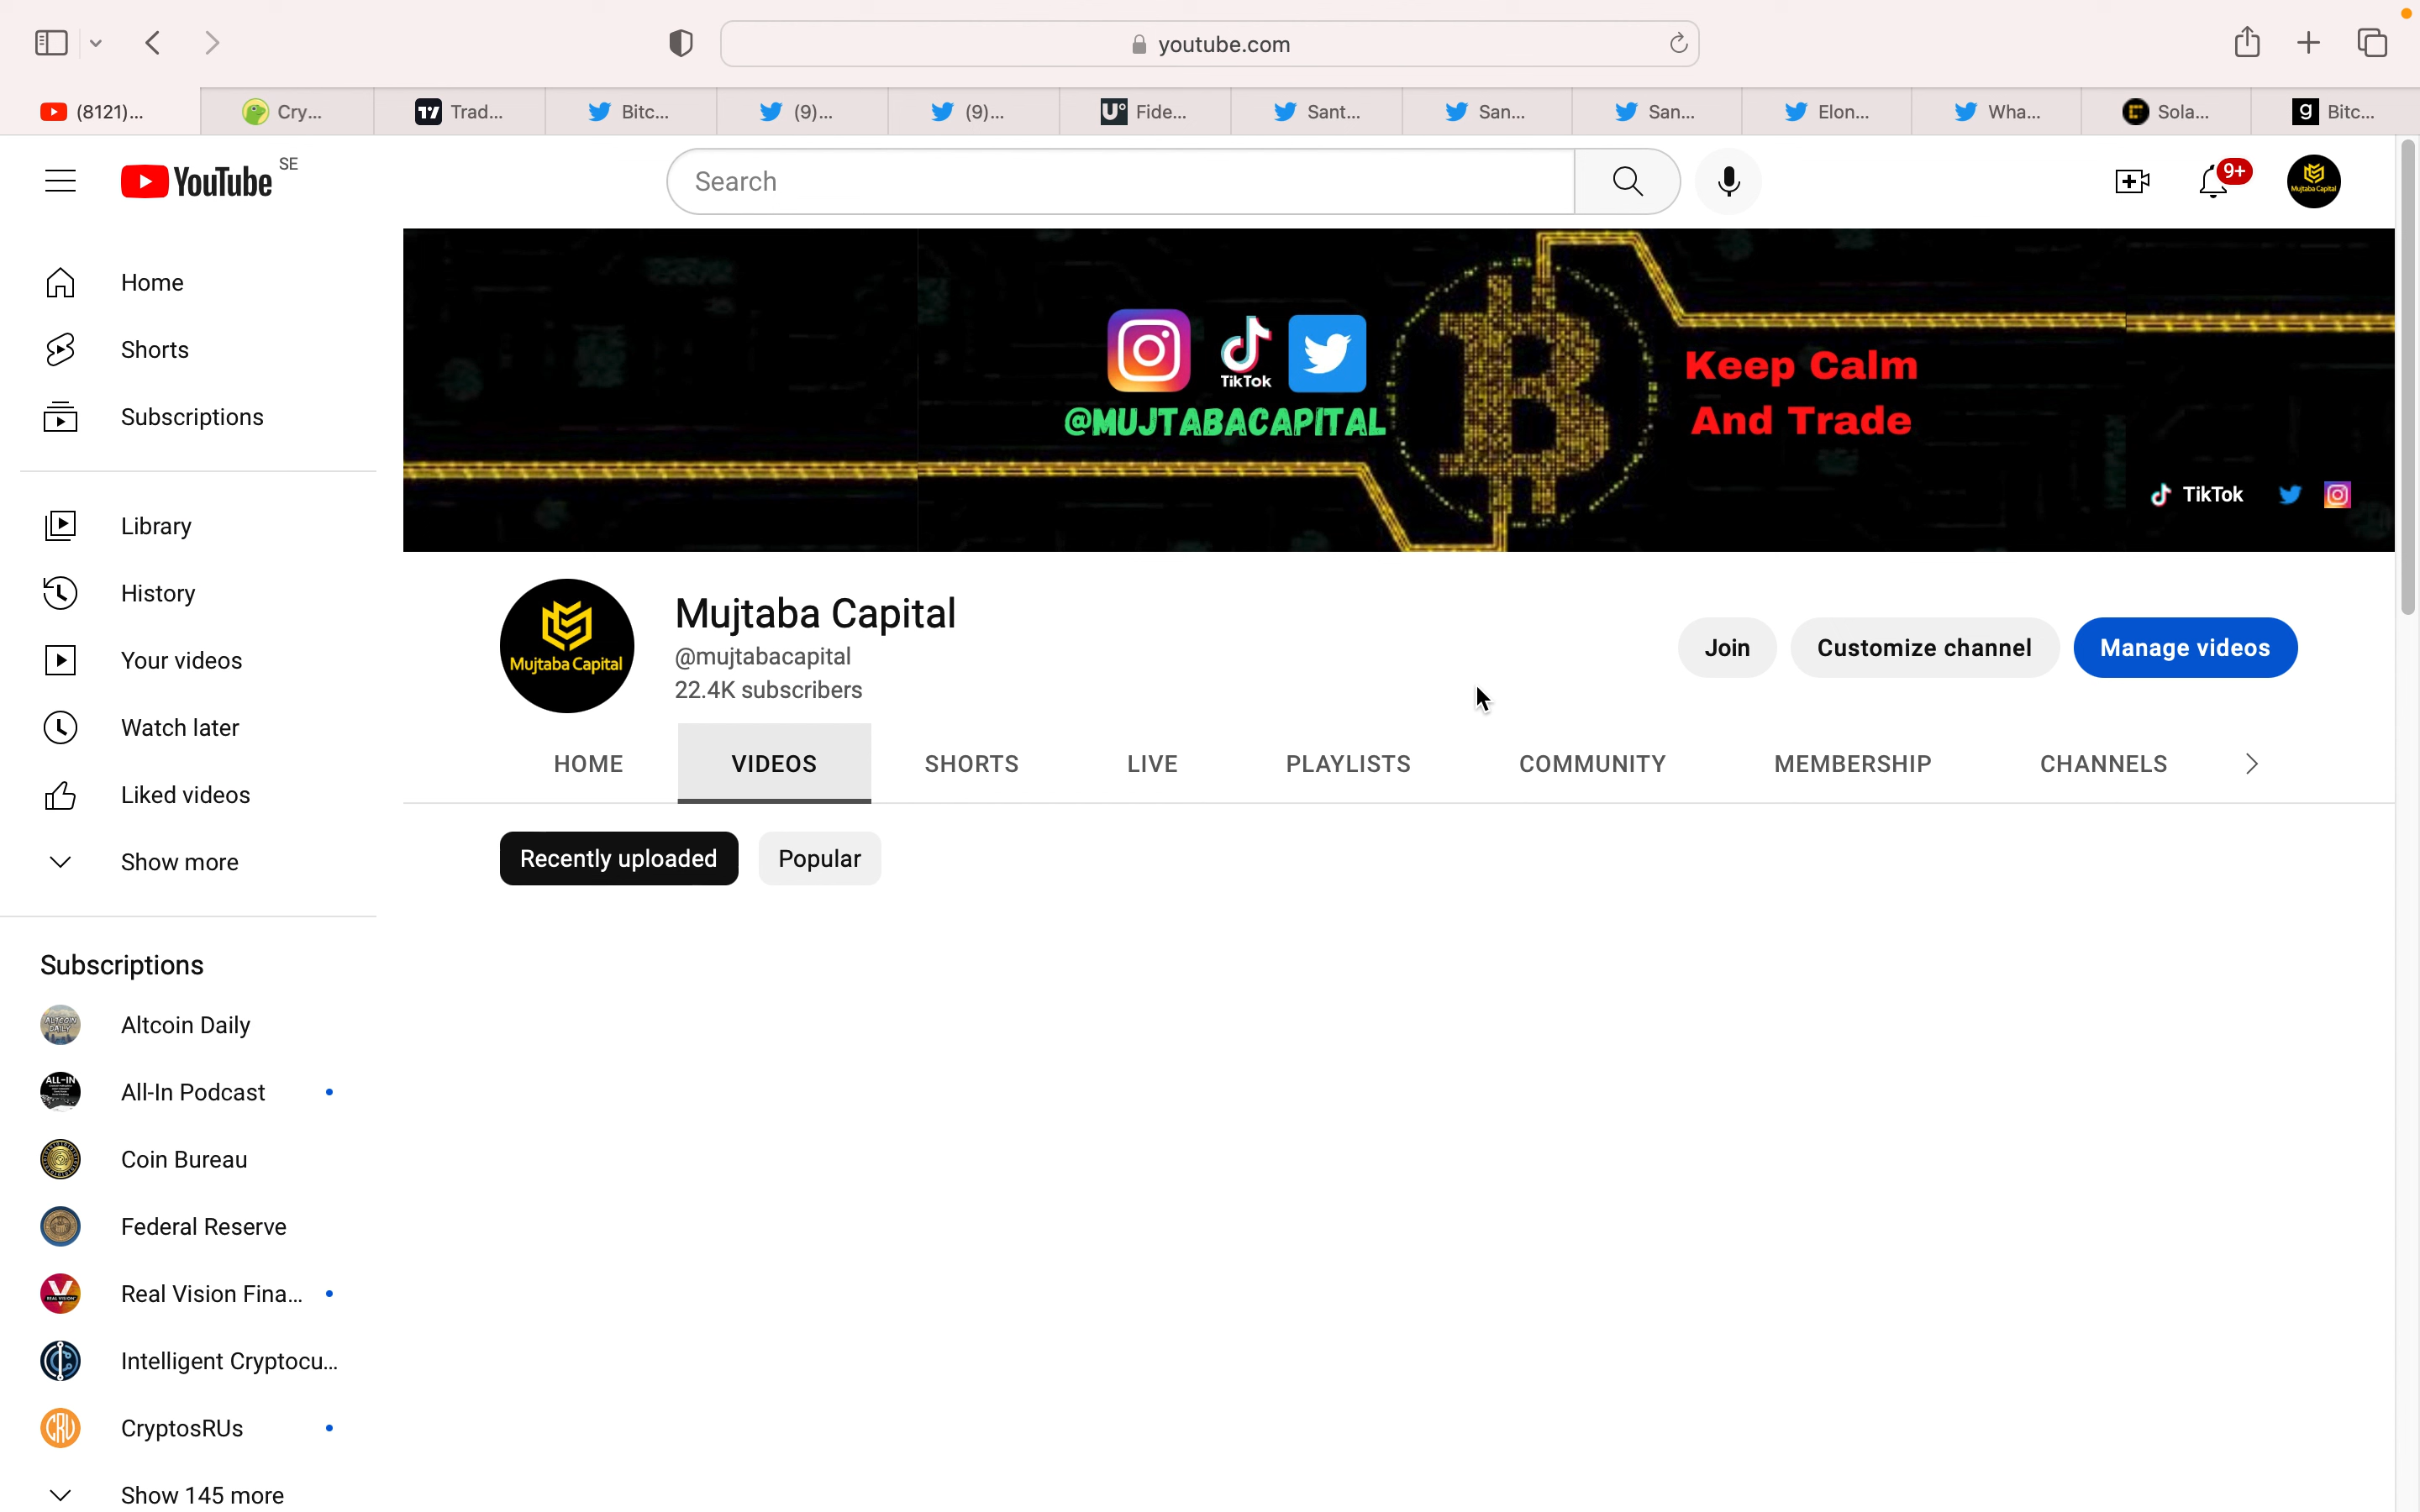 youtube.com
(8121)...
Cry...
Trad...
Bitc...
(9)...
(9)...
Fide...
Sant...
San...
San...
Elon...
Wha...
Sola...
Bitc...
YouTube SE
Search
9+
Mujtaba Capital
Home
Shorts
Subscriptions
Library
History
Your videos
Watch later
Liked videos
Show more
Subscriptions
Altcoin Daily
All-In Podcast
Coin Bureau
Federal Reserve
Real Vision Fina...
Intelligent Cryptocu...
CryptosRUs
Show 145 more
TikTok
@MUJTABACAPITAL
Keep Calm
And Trade
TikTok
Mujtaba Capital
Mujtaba Capital
@mujtabacapital
22.4K subscribers
Join
Customize channel
Manage videos
HOME
VIDEOS
SHORTS
LIVE
PLAYLISTS
COMMUNITY
MEMBERSHIP
CHANNELS
Recently uploaded
Popular